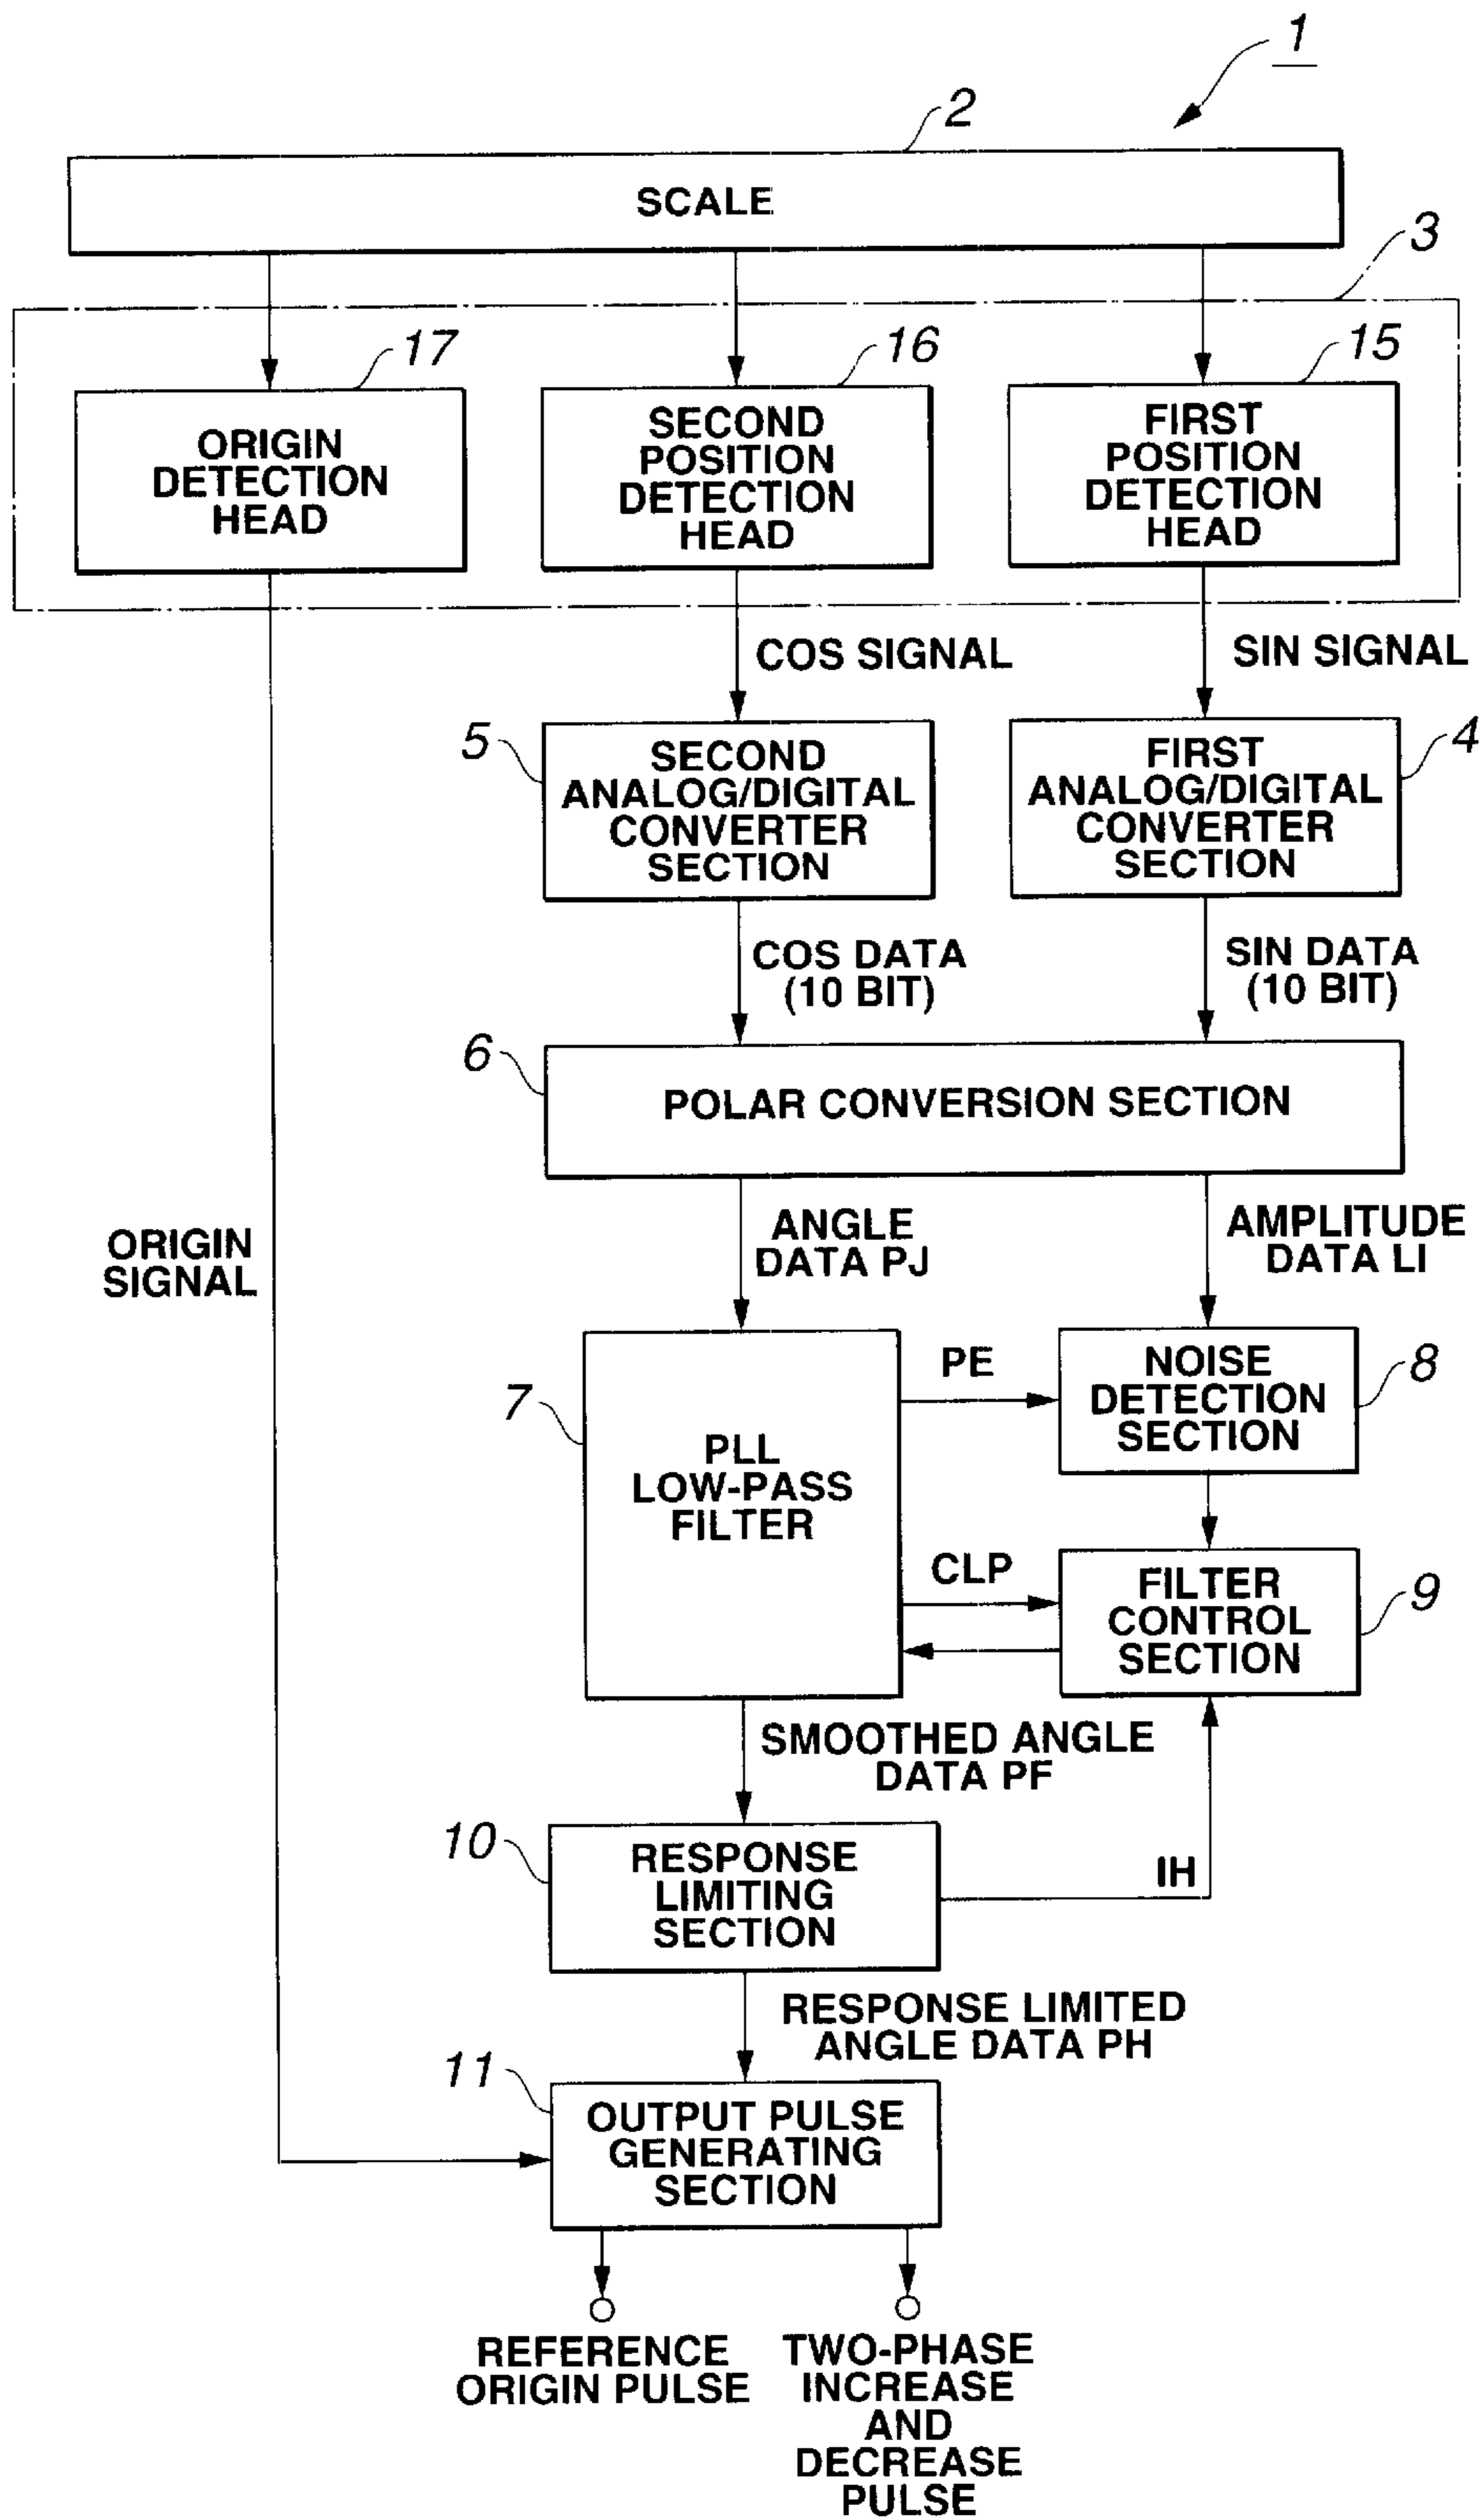 1
2
SCALE
3
17
16
15
ORIGIN
DETECTION
HEAD
SECOND
POSITION
DETECTION
HEAD
FIRST
POSITION
DETECTION
HEAD
COS SIGNAL
SIN SIGNAL
5
SECOND
ANALOG/DIGITAL
CONVERTER
SECTION
4
FIRST
ANALOG/DIGITAL
CONVERTER
SECTION
COS DATA
(10 BIT)
SIN DATA
(10 BIT)
6
POLAR CONVERSION SECTION
ORIGIN
SIGNAL
ANGLE
DATA PJ
AMPLITUDE
DATA LI
7
PLL
LOW-PASS
FILTER
PE
NOISE
DETECTION
SECTION
8
CLP
FILTER
CONTROL
SECTION
9
SMOOTHED ANGLE
DATA PF
10
RESPONSE
LIMITING
SECTION
IH
RESPONSE LIMITED
ANGLE DATA PH
11
OUTPUT PULSE
GENERATING
SECTION
REFERENCE
ORIGIN PULSE
TWO-PHASE
INCREASE
AND
DECREASE
PULSE